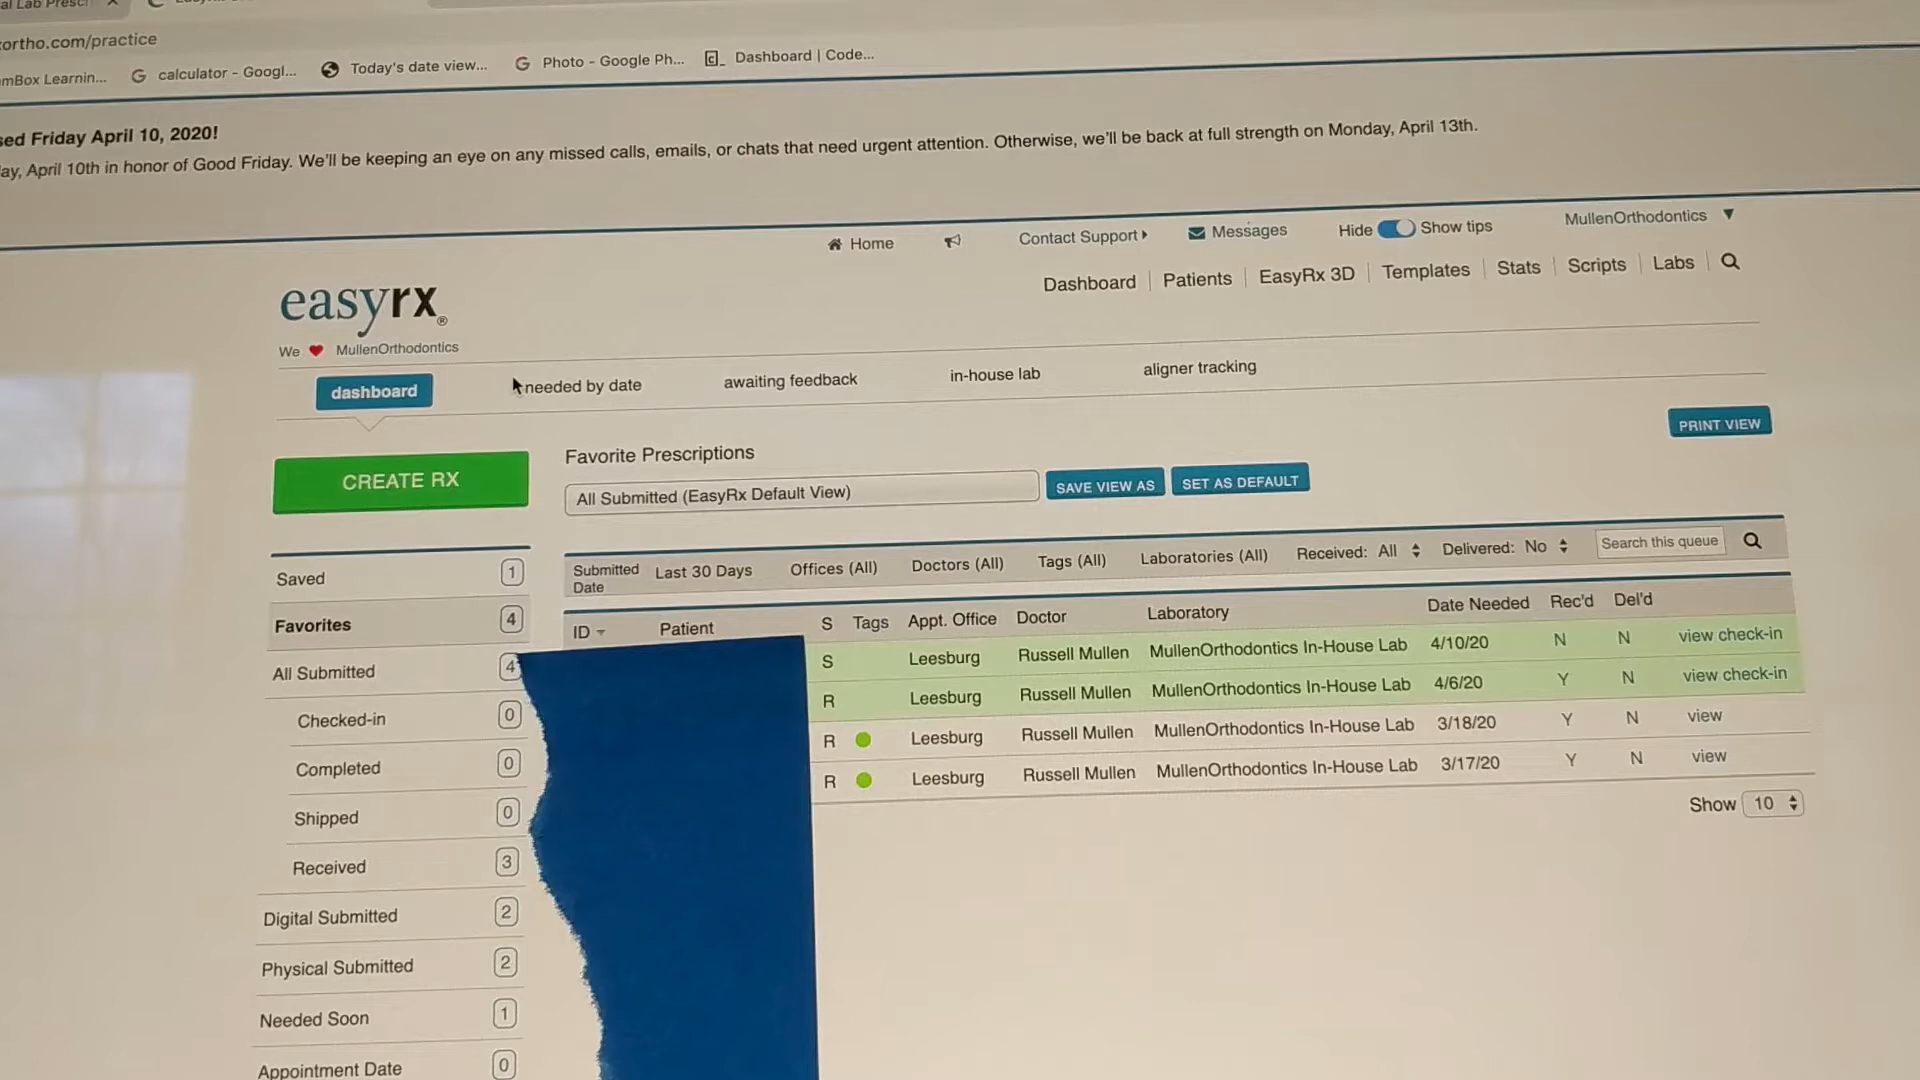 ortho.com/practice
mBox Learnin... calculator - Googl... Today's date view... Photo - Google Ph... Dashboard | Code...
sed Friday April 10, 2020!
ay, April 10th in honor of Good Friday. We'll be keeping an eye on any missed calls, emails, or chats that need urgent attention. Otherwise, we'll be back at full strength on Monday, April 13th.
Home Contact Support Messages Hide Show tips MullenOrthodontics
Dashboard Patients EasyRx 3D Templates Stats Scripts Labs
easyrx®
We ♥ MullenOrthodontics
dashboard needed by date awaiting feedback in-house lab aligner tracking
PRINT VIEW
CREATE RX
Favorite Prescriptions
All Submitted (EasyRx Default View) SAVE VIEW AS SET AS DEFAULT
Submitted Date Last 30 Days Offices (All) Doctors (All) Tags (All) Laboratories (All) Received: All Delivered: No Search this queue
ID Patient S Tags Appt. Office Doctor Laboratory Date Needed Rec'd Del'd
S Leesburg Russell Mullen MullenOrthodontics In-House Lab 4/10/20 N N view check-in
R Leesburg Russell Mullen MullenOrthodontics In-House Lab 4/6/20 Y N view check-in
R Leesburg Russell Mullen MullenOrthodontics In-House Lab 3/18/20 Y N view
R Leesburg Russell Mullen MullenOrthodontics In-House Lab 3/17/20 Y N view
Show 10
Saved 1
Favorites 4
All Submitted 4
Checked-in 0
Completed 0
Shipped 0
Received 3
Digital Submitted 2
Physical Submitted 2
Needed Soon 1
Appointment Date 0